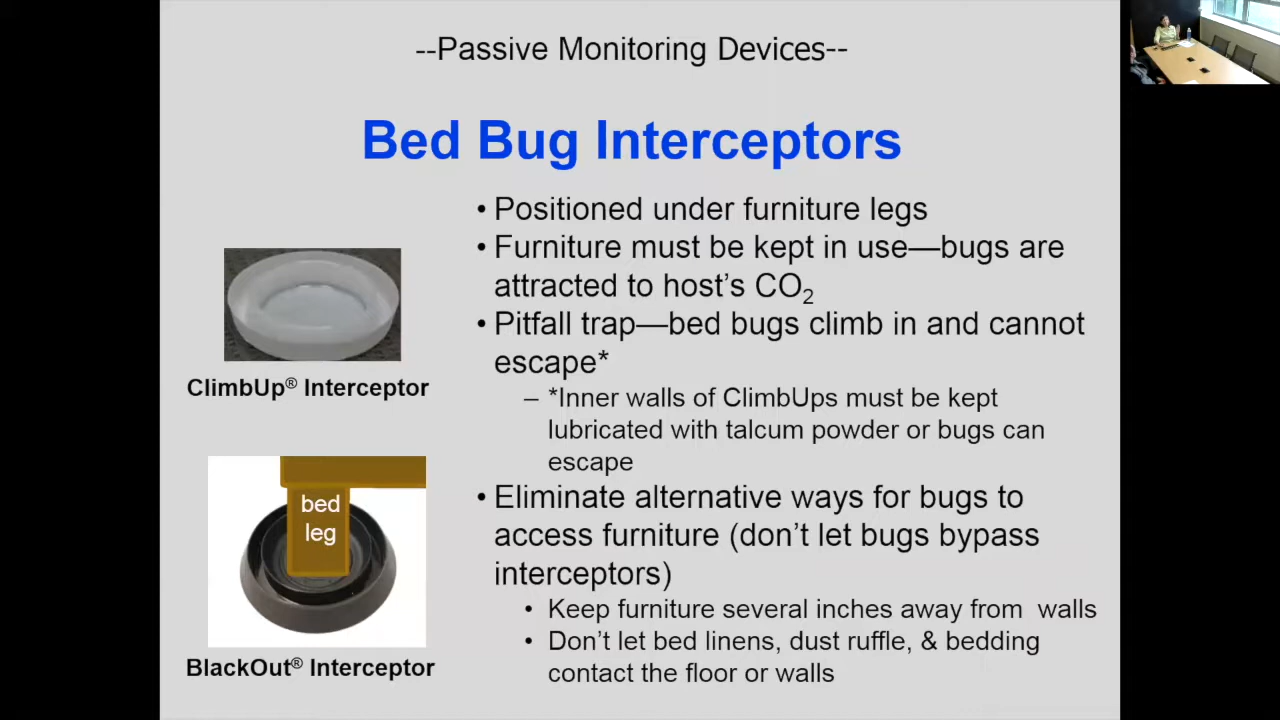 --Passive Monitoring Devices--
Bed Bug Interceptors
• Positioned under furniture legs
• Furniture must be kept in use—bugs are
attracted to host's CO₂
• Pitfall trap—bed bugs climb in and cannot
escape*
– *Inner walls of ClimbUps must be kept
lubricated with talcum powder or bugs can
escape
• Eliminate alternative ways for bugs to
access furniture (don't let bugs bypass
interceptors)
• Keep furniture several inches away from walls
• Don't let bed linens, dust ruffle, & bedding
contact the floor or walls
ClimbUp® Interceptor
bed
leg
BlackOut® Interceptor